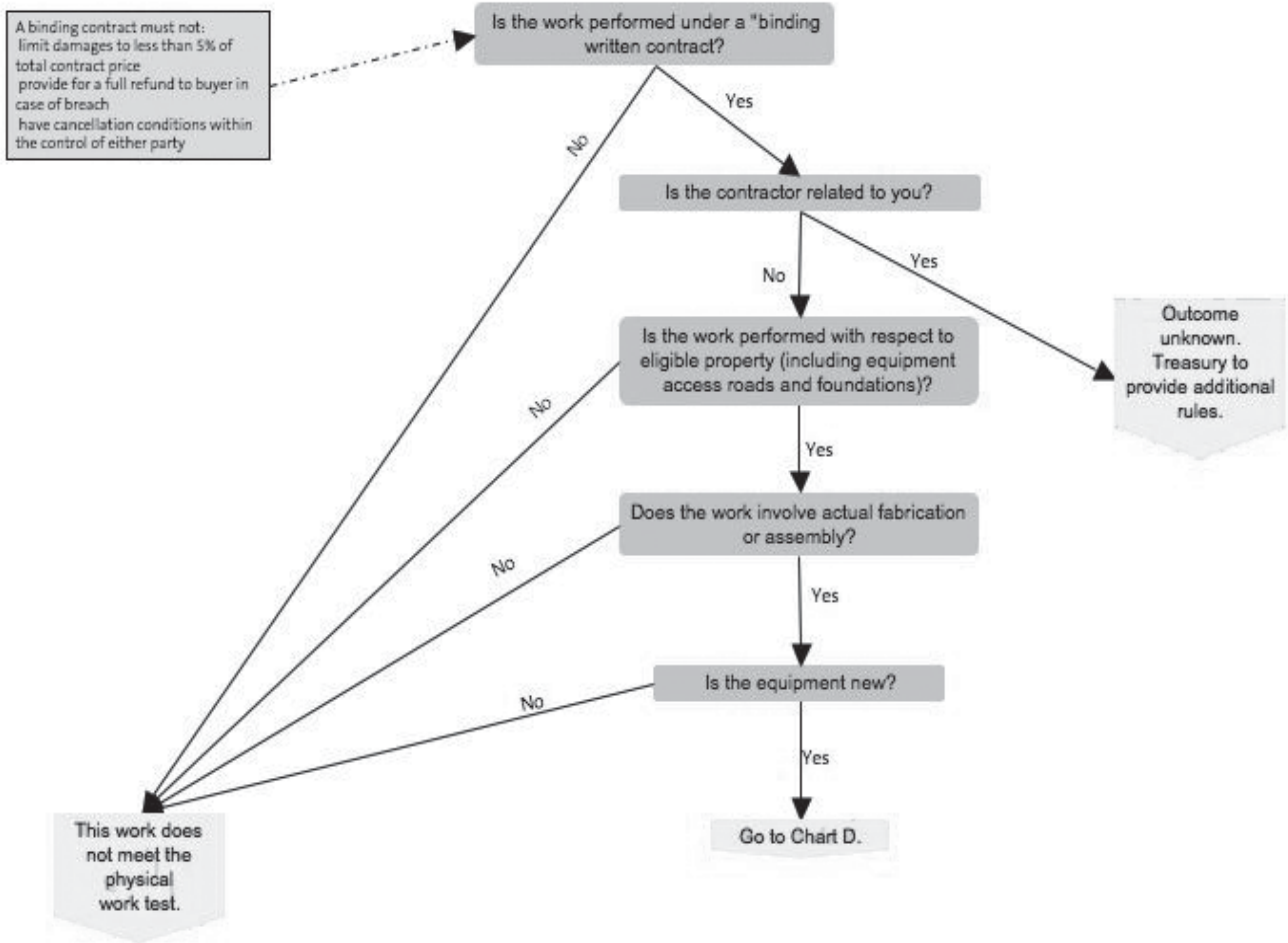 A binding contract must not:
limit damages to less than 5% of
total contract price
provide for a full refund to buyer in
case of breach
have cancellation conditions within
the control of either party
Is the work performed under a "binding
written contract?
No
Yes
Is the contractor related to you?
No
Yes
Outcome
unknown.
Treasury to
provide additional
rules.
Is the work performed with respect to
eligible property (including equipment
access roads and foundations)?
No
Yes
Does the work involve actual fabrication
or assembly?
No
Yes
Is the equipment new?
No
Yes
This work does
not meet the
physical
work test.
Go to Chart D.